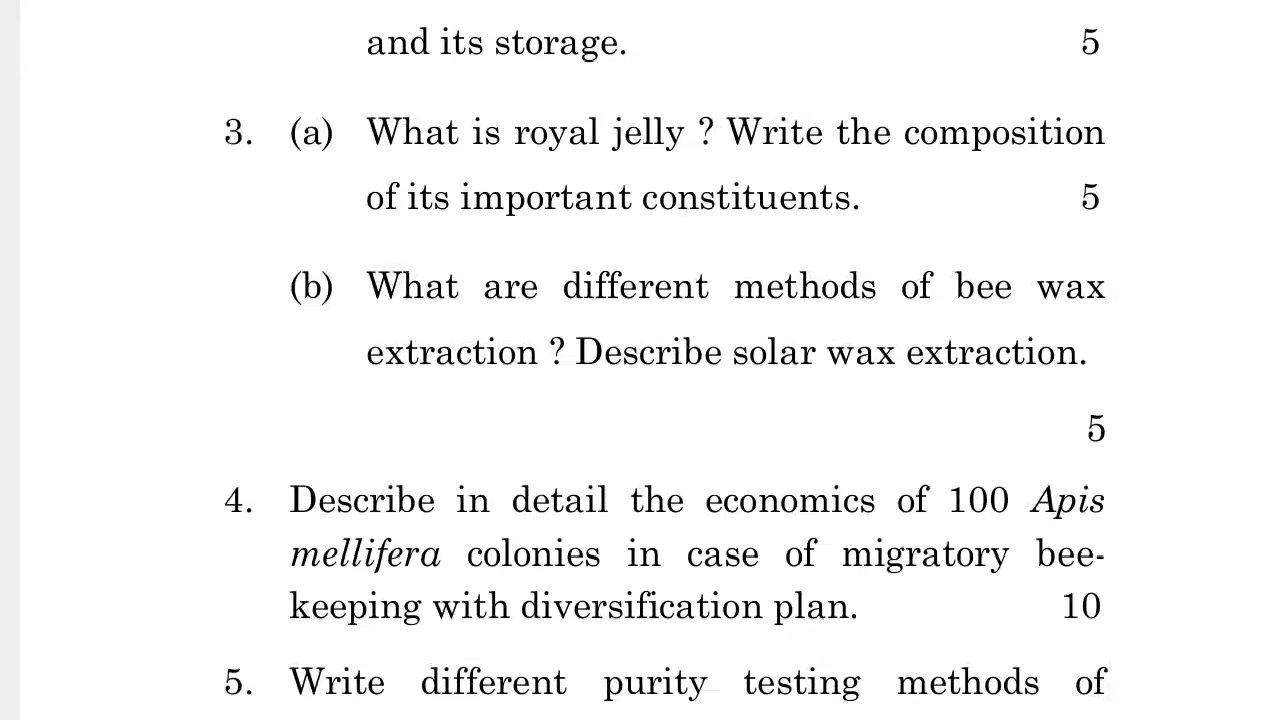 and its storage. 5
3. (a) What is royal jelly ? Write the composition
of its important constituents. 5
(b) What are different methods of bee wax
extraction ? Describe solar wax extraction.
5
4. Describe in detail the economics of 100 Apis
mellifera colonies in case of migratory bee-
keeping with diversification plan. 10
5. Write different purity testing methods of